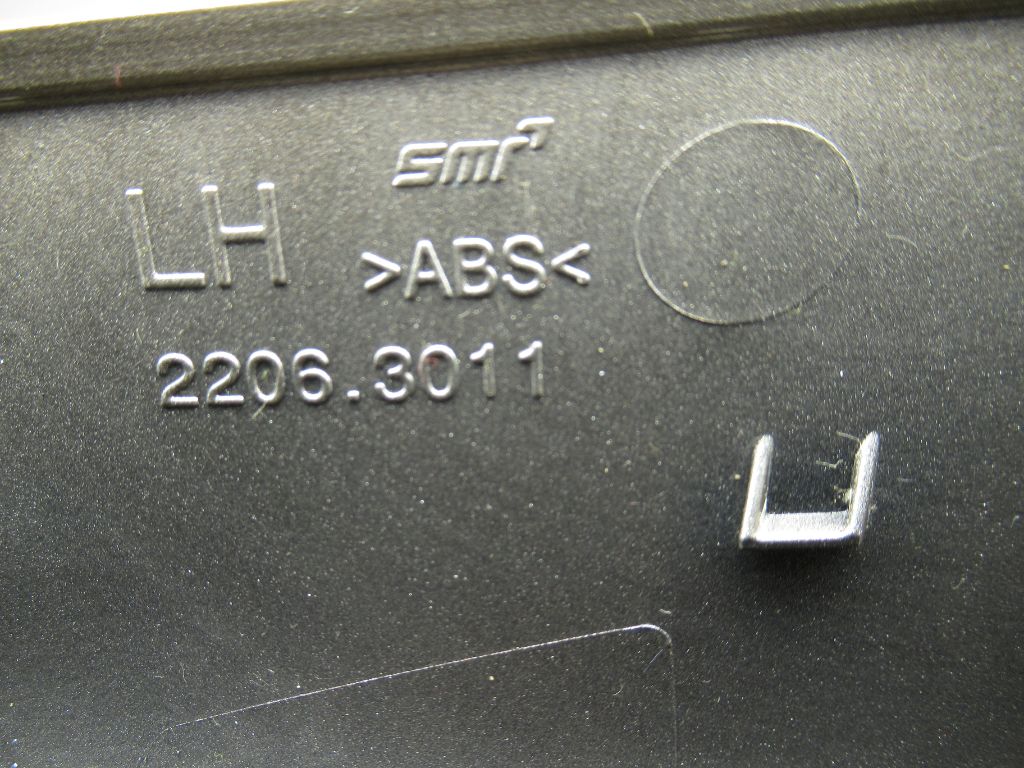 smr
LH
>ABS<
2206.3011